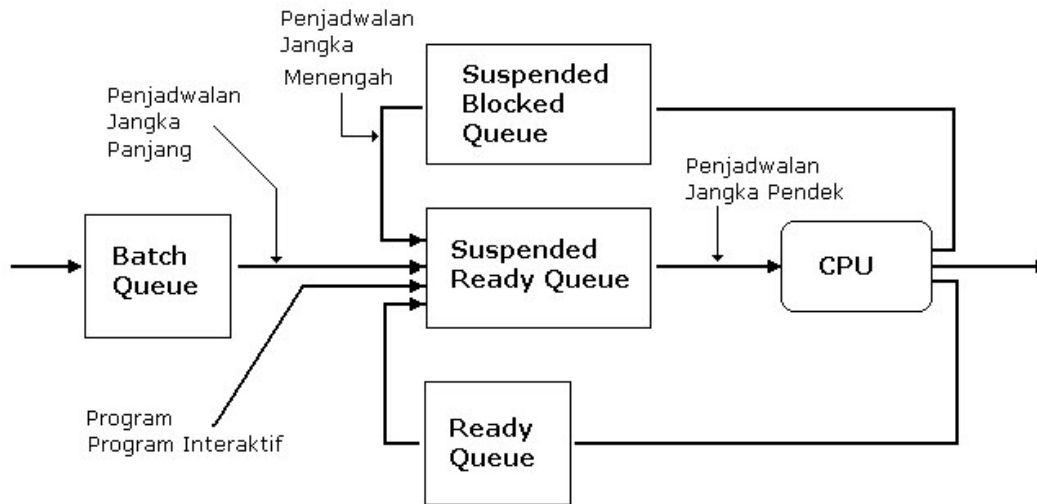 Penjadwalan
Jangka
Menengah
Penjadwalan
Jangka
Panjang
Suspended
Blocked
Queue
Penjadwalan
Jangka Pendek
Batch
Queue
Suspended
Ready Queue
CPU
Program
Program Interaktif
Ready
Queue